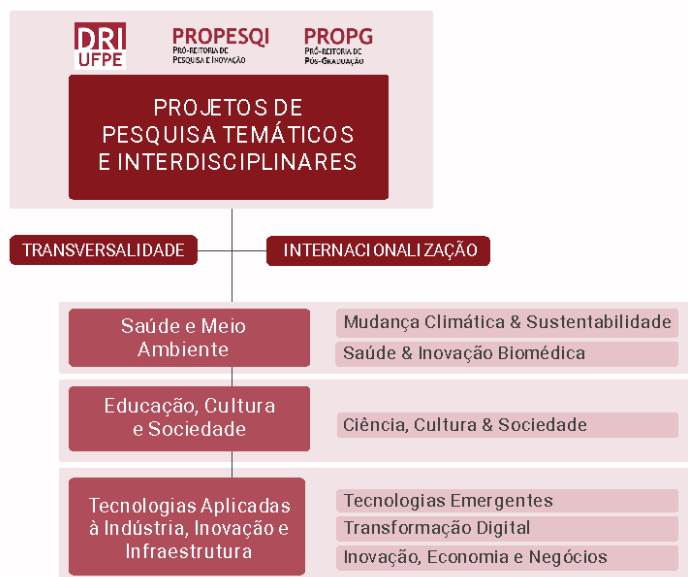 DRI
UFPE
PROPESQI
PRÓ-REITORIA DE
PESQUISA E INOVAÇÃO
PROPG
PRÓ-REITORIA DE
PÓS-GRADUAÇÃO
PROJETOS DE
PESQUISA TEMÁTICOS
E INTERDISCIPLINARES
TRANSVERSALIDADE
INTERNACIONALIZAÇÃO
Saúde e Meio
Ambiente
Mudança Climática & Sustentabilidade
Saúde & Inovação Biomédica
Educação, Cultura
e Sociedade
Ciência, Cultura & Sociedade
Tecnologias Aplicadas
à Indústria, Inovação e
Infraestrutura
Tecnologias Emergentes
Transformação Digital
Inovação, Economia e Negócios